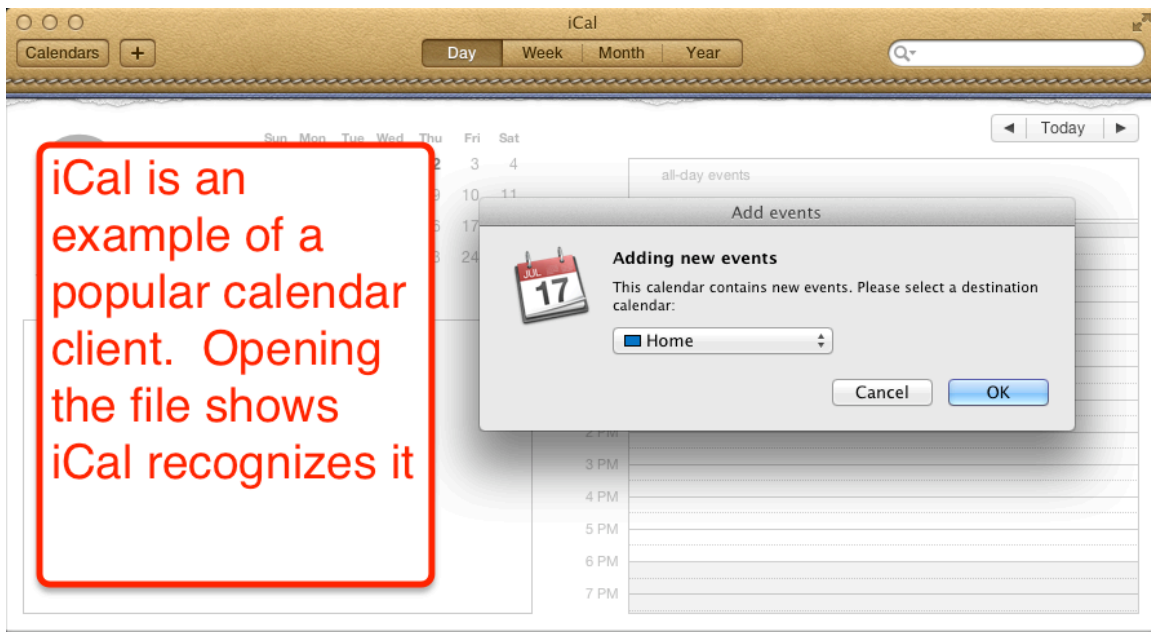 iCal
Calendars + Day Week Month Year
Today
Sun Mon Tue Wed Thu Fri Sat
2 3 4
10 11
17
24
all-day events
iCal is an
example of a
popular calendar
client. Opening
the file shows
iCal recognizes it
Add events
JUL
17
Adding new events
This calendar contains new events. Please select a destination
calendar:
Home
Cancel OK
2 PM
3 PM
4 PM
5 PM
6 PM
7 PM